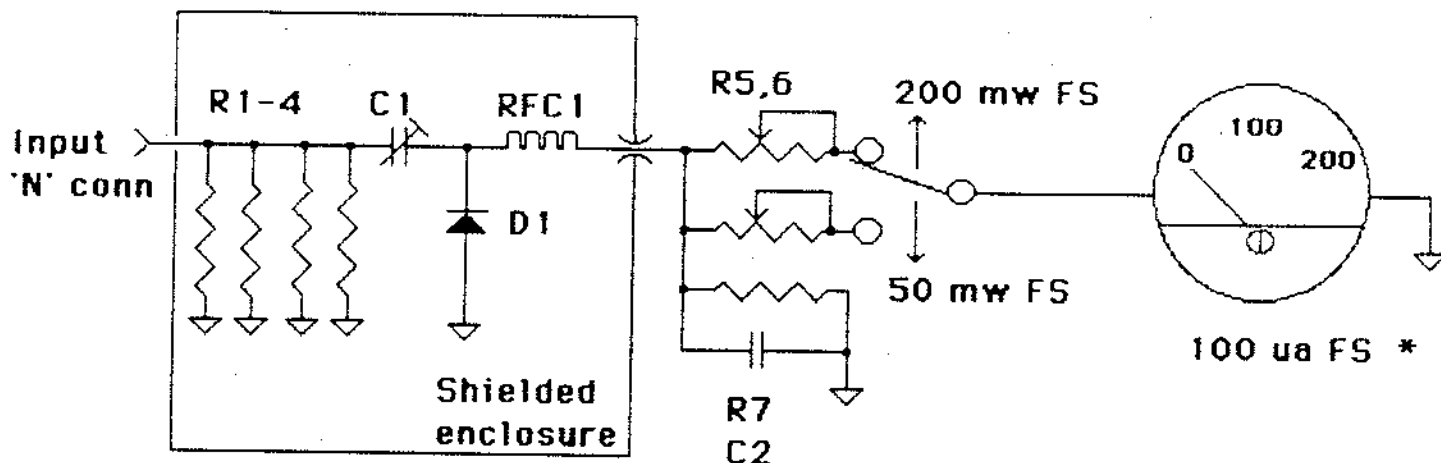 R1-4
C1
RFC1
Input
'N' conn
D1
Shielded
enclosure
R5,6
200 mw FS
50 mw FS
R7
C2
0
100
200
100 ua FS *